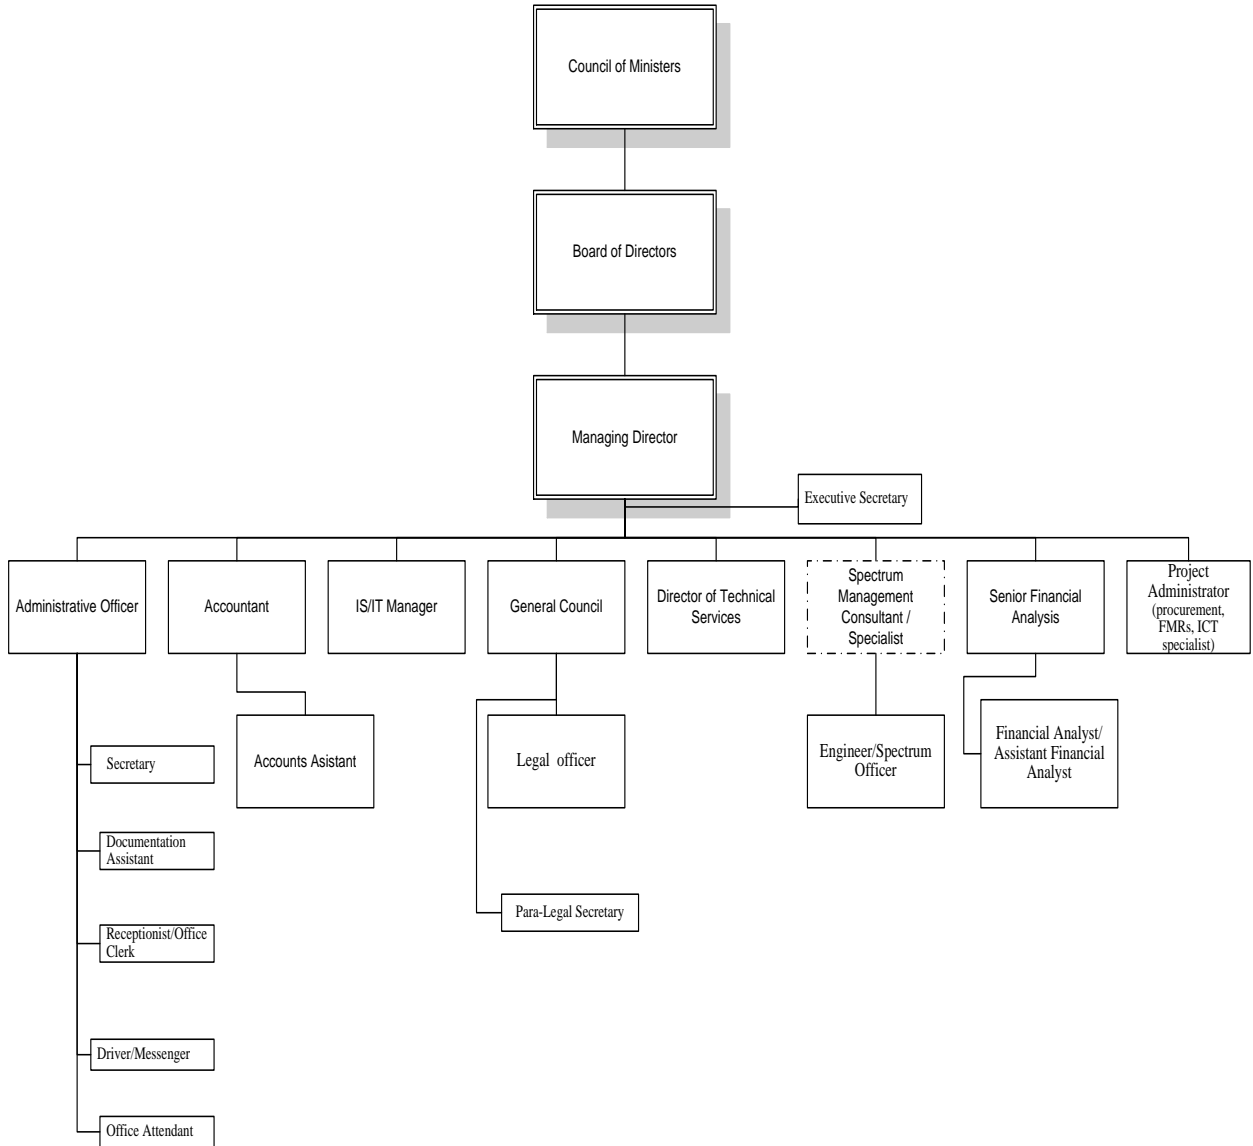 Council of Ministers
Board of Directors
Managing Director
Executive Secretary
Administrative Officer
Accountant
IS/IT Manager
General Council
Director of Technical
Services
Spectrum
Management
Consultant /
Specialist
Senior Financial
Analysis
Project
Administrator
(procurement,
FMRs, ICT
specialist)
Secretary
Documentation
Assistant
Receptionist/Office
Clerk
Driver/Messenger
Office Attendant
Accounts Asistant
Legal officer
Para-Legal Secretary
Engineer/Spectrum
Officer
Financial Analyst/
Assistant Financial
Analyst